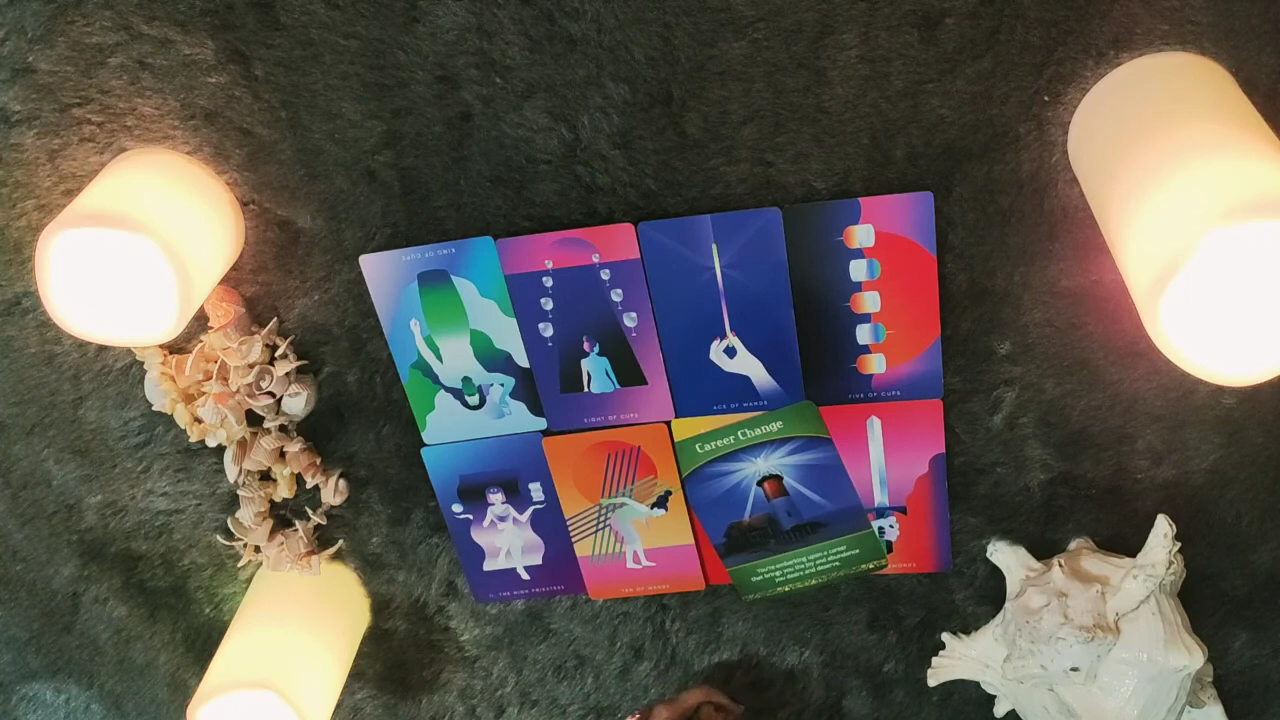 KING OF CUPS
EIGHT OF CUPS
ACE OF WANDS
FIVE OF CUPS
II. THE HIGH PRIESTESS
TEN OF WANDS
Career Change
You're embarking upon a career
that brings you the joy and abundance
you desire and deserve.
SWORDS